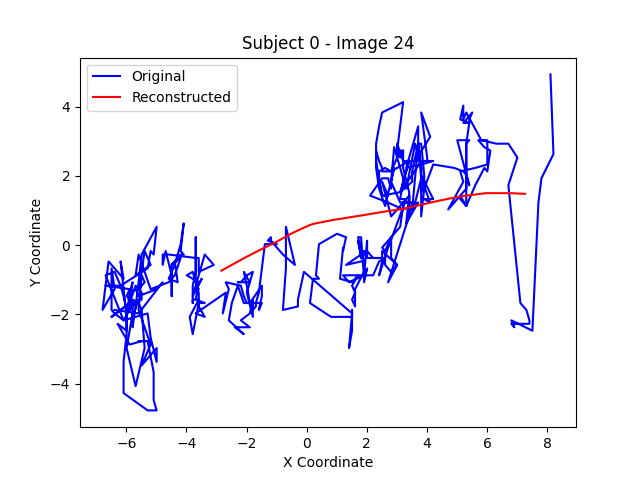 Subject 0 - Image 24
Original
Reconstructed
Y Coordinate
4
2
0
−2
−4
−6
−4
−2
0
2
4
6
8
X Coordinate